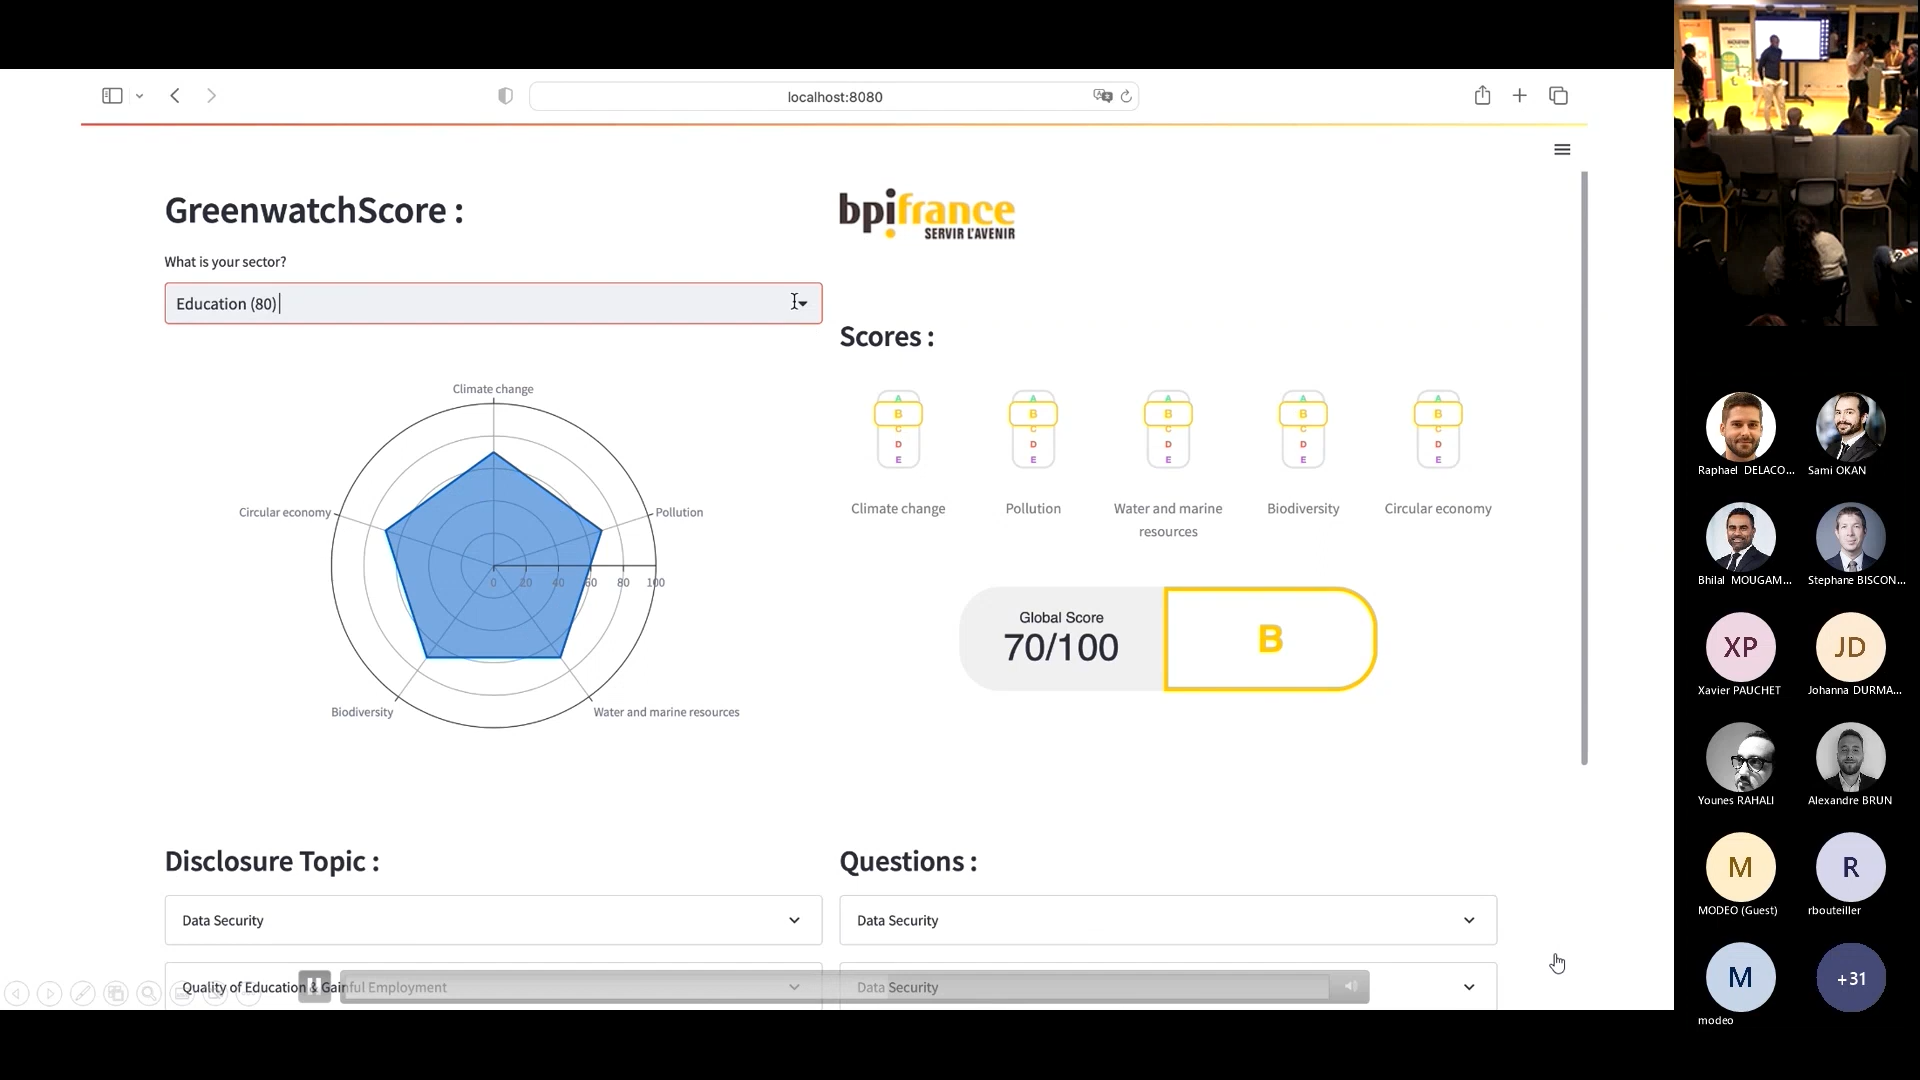 localhost:8080
GreenwatchScore :
bpifrance
SERVIR L'AVENIR
What is your sector?
Education (80)
Scores :
Climate change
Circular economy
Pollution
0 20 40 60 80 100
Biodiversity
Water and marine resources
A A A A A
B B B B B
C C C C C
D D D D D
E E E E E
Climate change
Pollution
Water and marine
resources
Biodiversity
Circular economy
Global Score
70/100
B
Disclosure Topic :
Data Security
Quality of Education & Gainful Employment
Questions :
Data Security
Data Security
Raphael DELACO...
Sami OKAN
Bhilal MOUGAM...
Stephane BISCON...
XP
Xavier PAUCHET
JD
Johanna DURMA...
Younes RAHALI
Alexandre BRUN
M
MODEO (Guest)
R
rbouteiller
M
modeo
+31